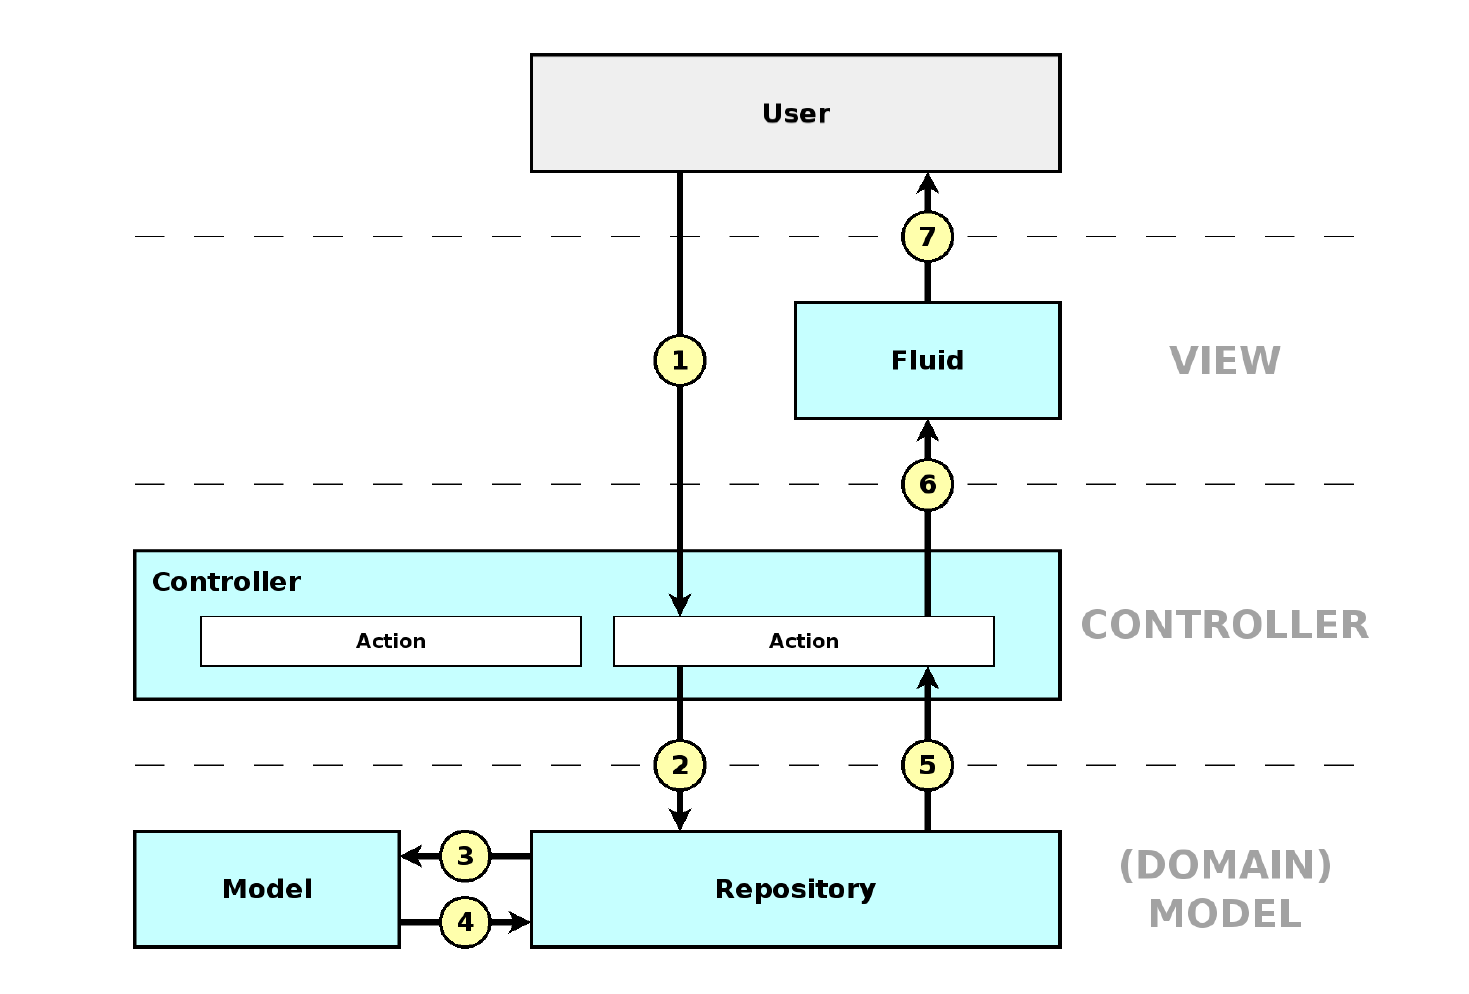 User
7
1
Fluid
VIEW
6
Controller
Action
Action
CONTROLLER
2
5
3
Model
4
Repository
(DOMAIN)
MODEL